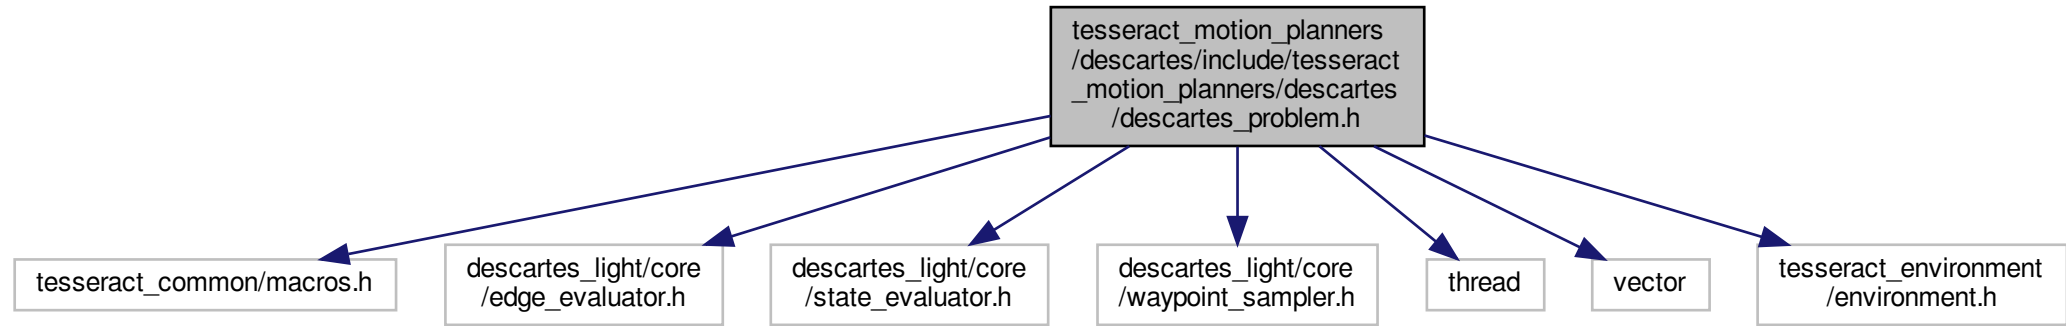 tesseract_motion_planners
/descartes/include/tesseract
_motion_planners/descartes
/descartes_problem.h
tesseract_common/macros.h
descartes_light/core
/edge_evaluator.h
descartes_light/core
/state_evaluator.h
descartes_light/core
/waypoint_sampler.h
thread
vector
tesseract_environment
/environment.h